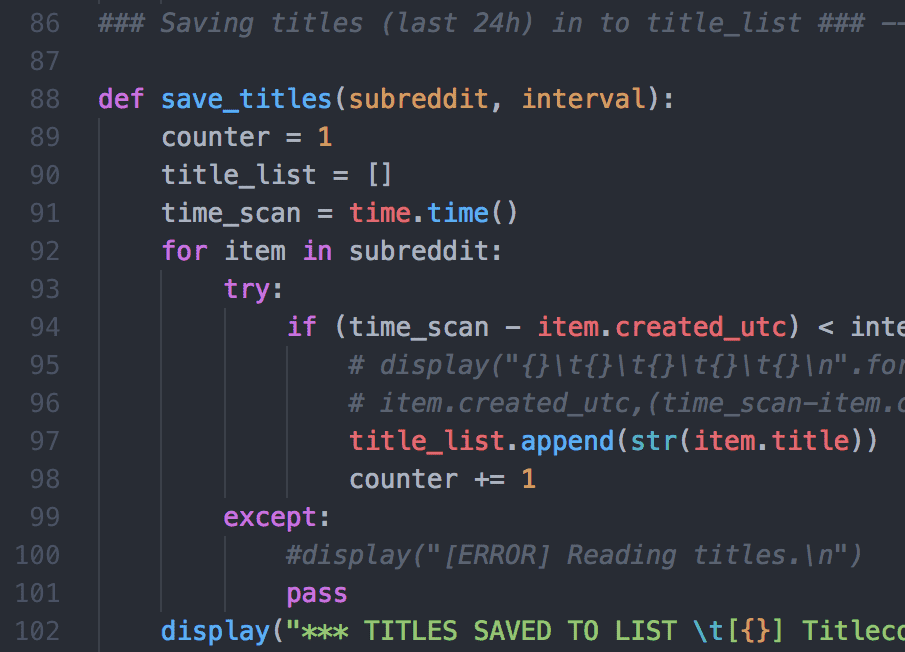 86 ### Saving titles (last 24h) in to title_list ### --
87
88 def save_titles(subreddit, interval):
89     counter = 1
90     title_list = []
91     time_scan = time.time()
92     for item in subreddit:
93         try:
94             if (time_scan - item.created_utc) < inte
95                 # display("{}\t{}\t{}\t{}\t{}\n".for
96                 # item.created_utc,(time_scan-item.c
97                 title_list.append(str(item.title))
98                 counter += 1
99         except:
100             #display("[ERROR] Reading titles.\n")
101             pass
102     display("*** TITLES SAVED TO LIST \t[{}] Titlec